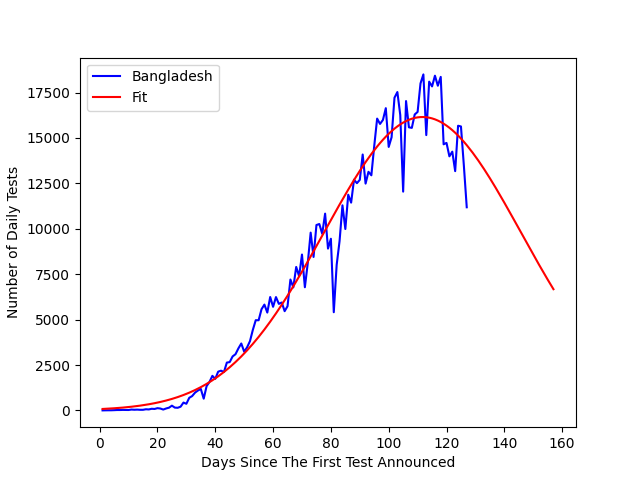 Bangladesh
Fit
17500
15000
12500
10000
7500
5000
2500
0
Number of Daily Tests
0 20 40 60 80 100 120 140 160
Days Since The First Test Announced